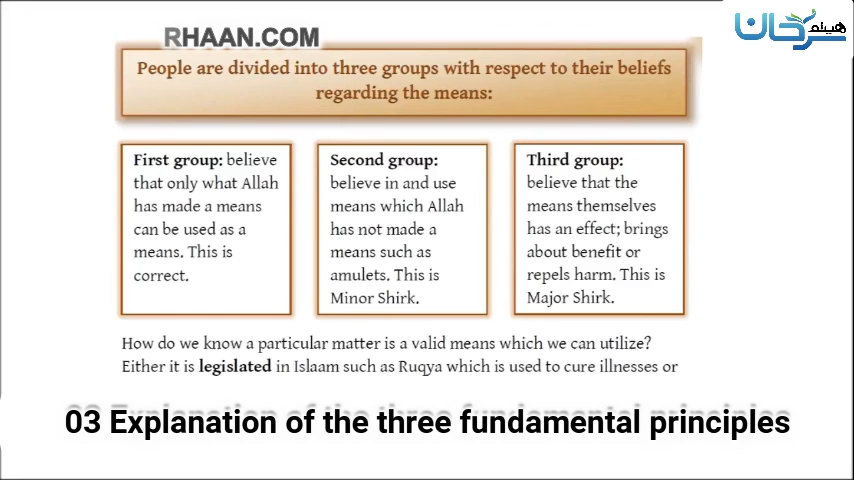 RHAAN.COM
هيثم
سرحان
People are divided into three groups with respect to their beliefs
regarding the means:
First group: believe
that only what Allah
has made a means
can be used as a
means. This is
correct.
Second group:
believe in and use
means which Allah
has not made a
means such as
amulets. This is
Minor Shirk.
Third group:
believe that the
means themselves
has an effect; brings
about benefit or
repels harm. This is
Major Shirk.
How do we know a particular matter is a valid means which we can utilize?
Either it is legislated in Islaam such as Ruqya which is used to cure illnesses or
03 Explanation of the three fundamental principles